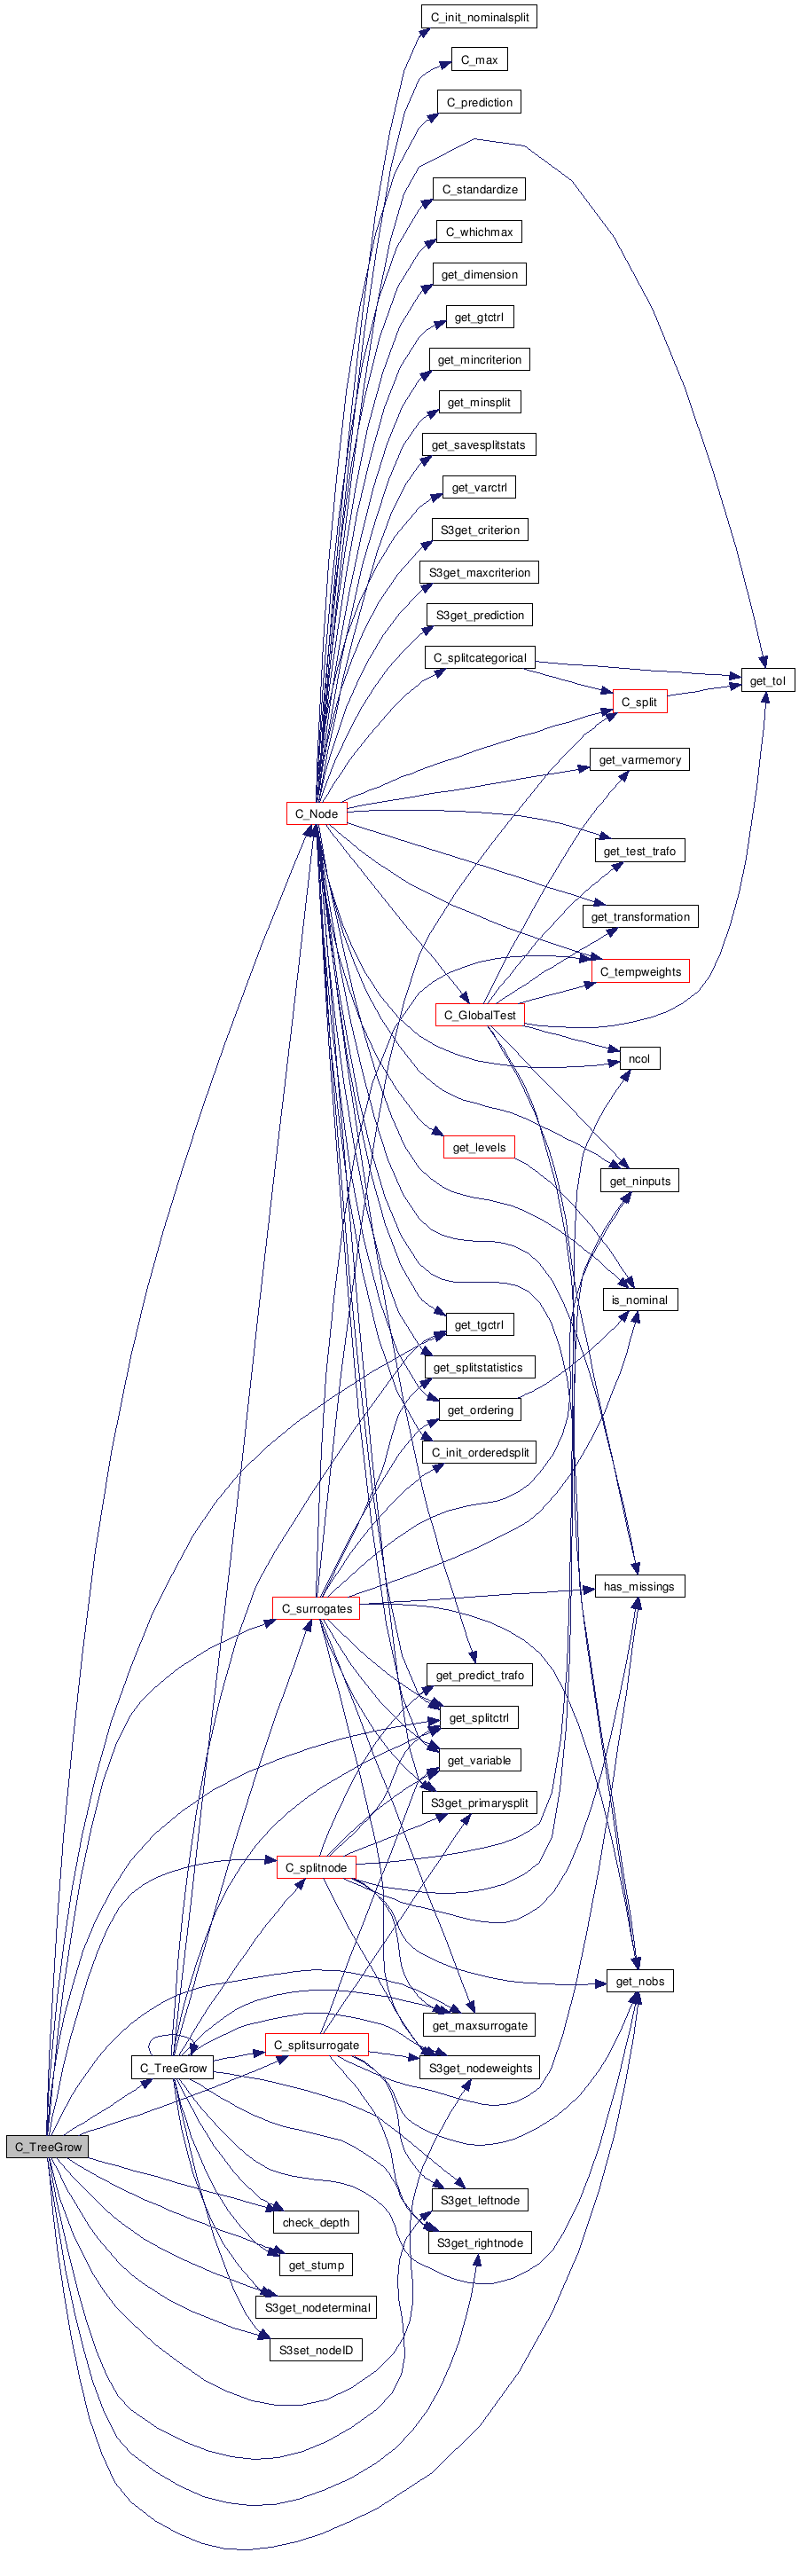 C_init_nominalsplit
C_max
C_prediction
C_standardize
C_whichmax
get_dimension
get_gtctrl
get_mincriterion
get_minsplit
get_savesplitstats
get_varctrl
S3get_criterion
S3get_maxcriterion
S3get_prediction
C_splitcategorical
get_tol
C_split
get_varmemory
C_Node
get_test_trafo
get_transformation
C_tempweights
C_GlobalTest
ncol
get_levels
get_ninputs
is_nominal
get_tgctrl
get_splitstatistics
get_ordering
C_init_orderedsplit
has_missings
C_surrogates
get_predict_trafo
get_splitctrl
get_variable
S3get_primarysplit
C_splitnode
get_nobs
get_maxsurrogate
C_splitsurrogate
C_TreeGrow
S3get_nodeweights
C_TreeGrow
S3get_leftnode
check_depth
S3get_rightnode
get_stump
S3get_nodeterminal
S3set_nodeID